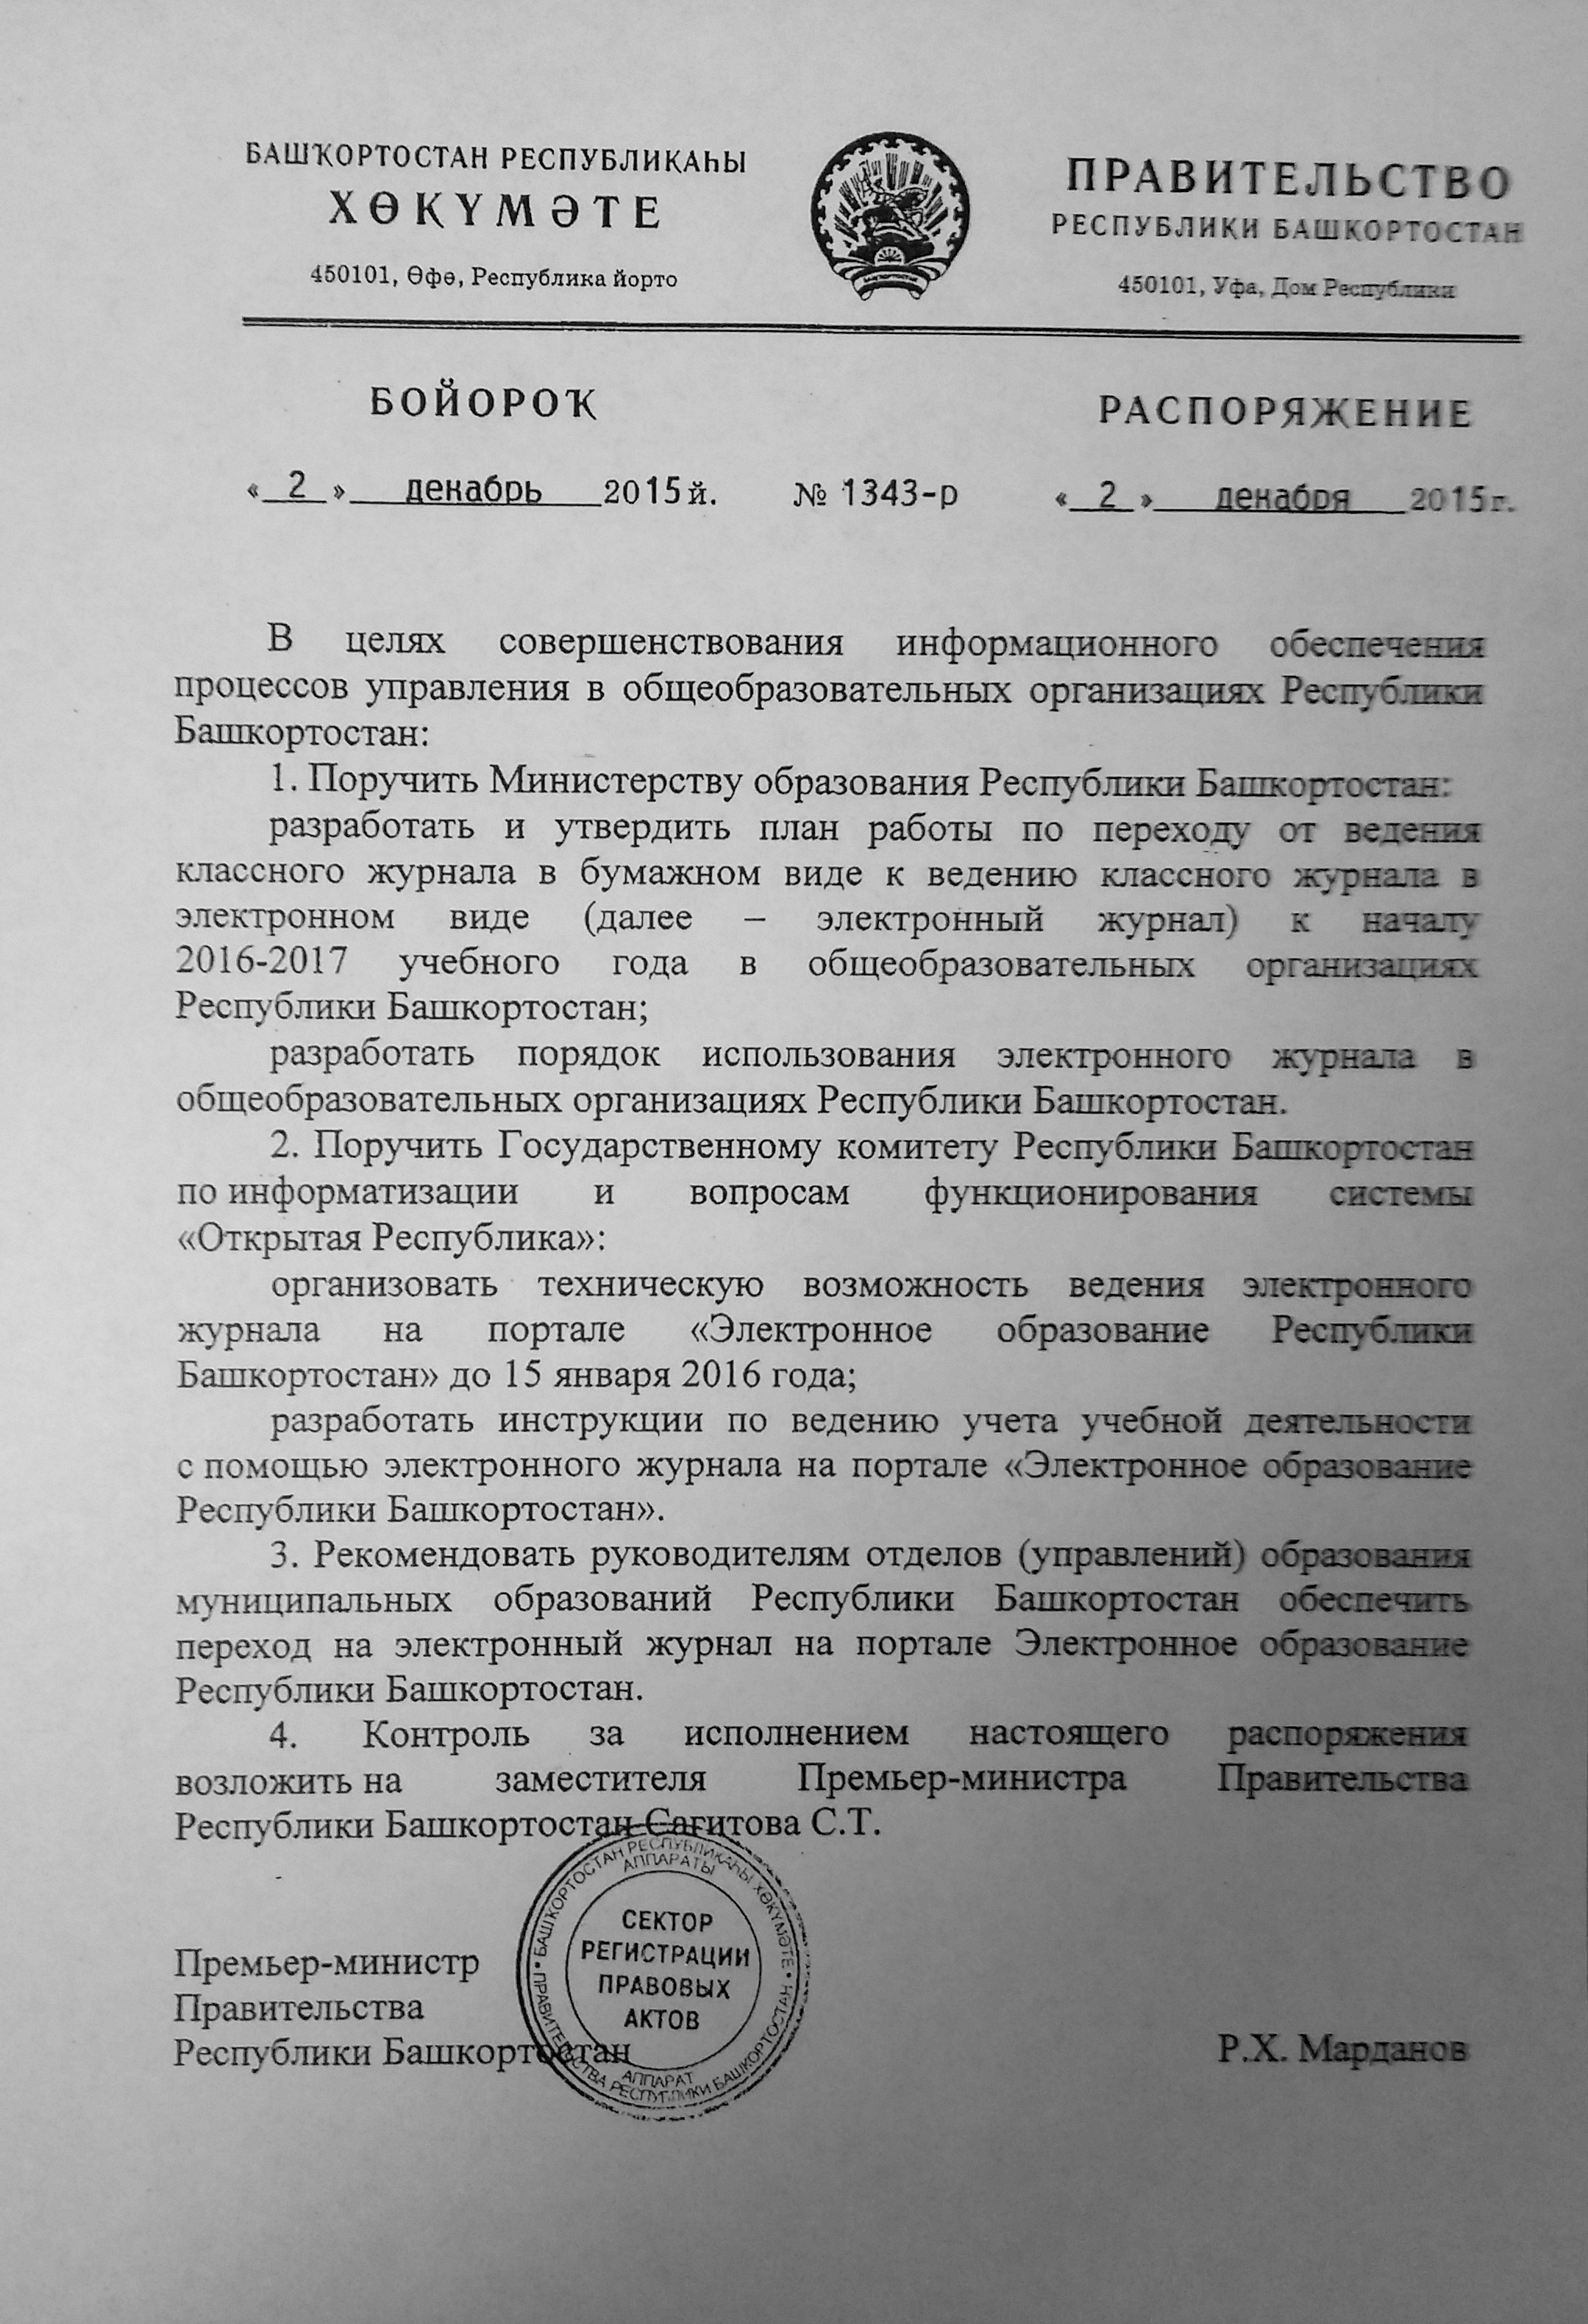 БАШҠОРТОСТАН РЕСПУБЛИКАҺЫ
ХӨКҮМӘТЕ
450101, Өфө, Республика йорто
ПРАВИТЕЛЬСТВО
РЕСПУБЛИКИ БАШКОРТОСТАН
450101, Уфа, Дом Республики
БОЙОРОҠ
РАСПОРЯЖЕНИЕ
« 2 » декабрь 2015 й.
№ 1343-р
« 2 » декабря 2015 г.
В целях совершенствования информационного обеспечения
процессов управления в общеобразовательных организациях Республики
Башкортостан:
1. Поручить Министерству образования Республики Башкортостан:
разработать и утвердить план работы по переходу от ведения
классного журнала в бумажном виде к ведению классного журнала в
электронном виде (далее – электронный журнал) к началу
2016-2017 учебного года в общеобразовательных организациях
Республики Башкортостан;
разработать порядок использования электронного журнала в
общеобразовательных организациях Республики Башкортостан.
2. Поручить Государственному комитету Республики Башкортостан
по информатизации и вопросам функционирования системы
«Открытая Республика»:
организовать техническую возможность ведения электронного
журнала на портале «Электронное образование Республики
Башкортостан» до 15 января 2016 года;
разработать инструкции по ведению учета учебной деятельности
с помощью электронного журнала на портале «Электронное образование
Республики Башкортостан».
3. Рекомендовать руководителям отделов (управлений) образования
муниципальных образований Республики Башкортостан обеспечить
переход на электронный журнал на портале Электронное образование
Республики Башкортостан.
4. Контроль за исполнением настоящего распоряжения
возложить на заместителя Премьер-министра Правительства
Республики Башкортостан Сагитова С.Т.
БАШҠОРТОСТАН РЕСПУБЛИКАҺЫ ХӨКҮМӘТЕ
АППАРАТЫ
СЕКТОР
РЕГИСТРАЦИИ
ПРАВОВЫХ
АКТОВ
АППАРАТ
ПРАВИТЕЛЬСТВА РЕСПУБЛИКИ БАШКОРТОСТАН
Премьер-министр
Правительства
Республики Башкортостан
Р.Х. Марданов